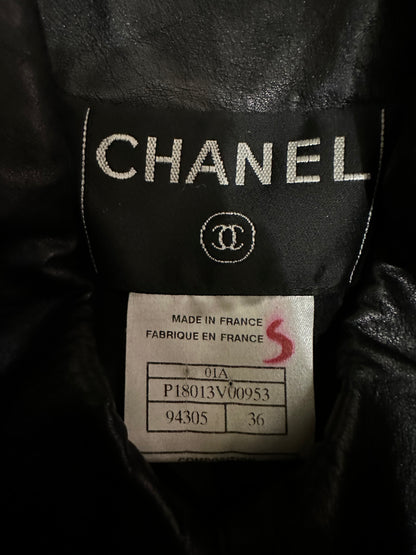 CHANEL
MADE IN FRANCE
FABRIQUE EN FRANCE
S
01A
P18013V00953
94305 36